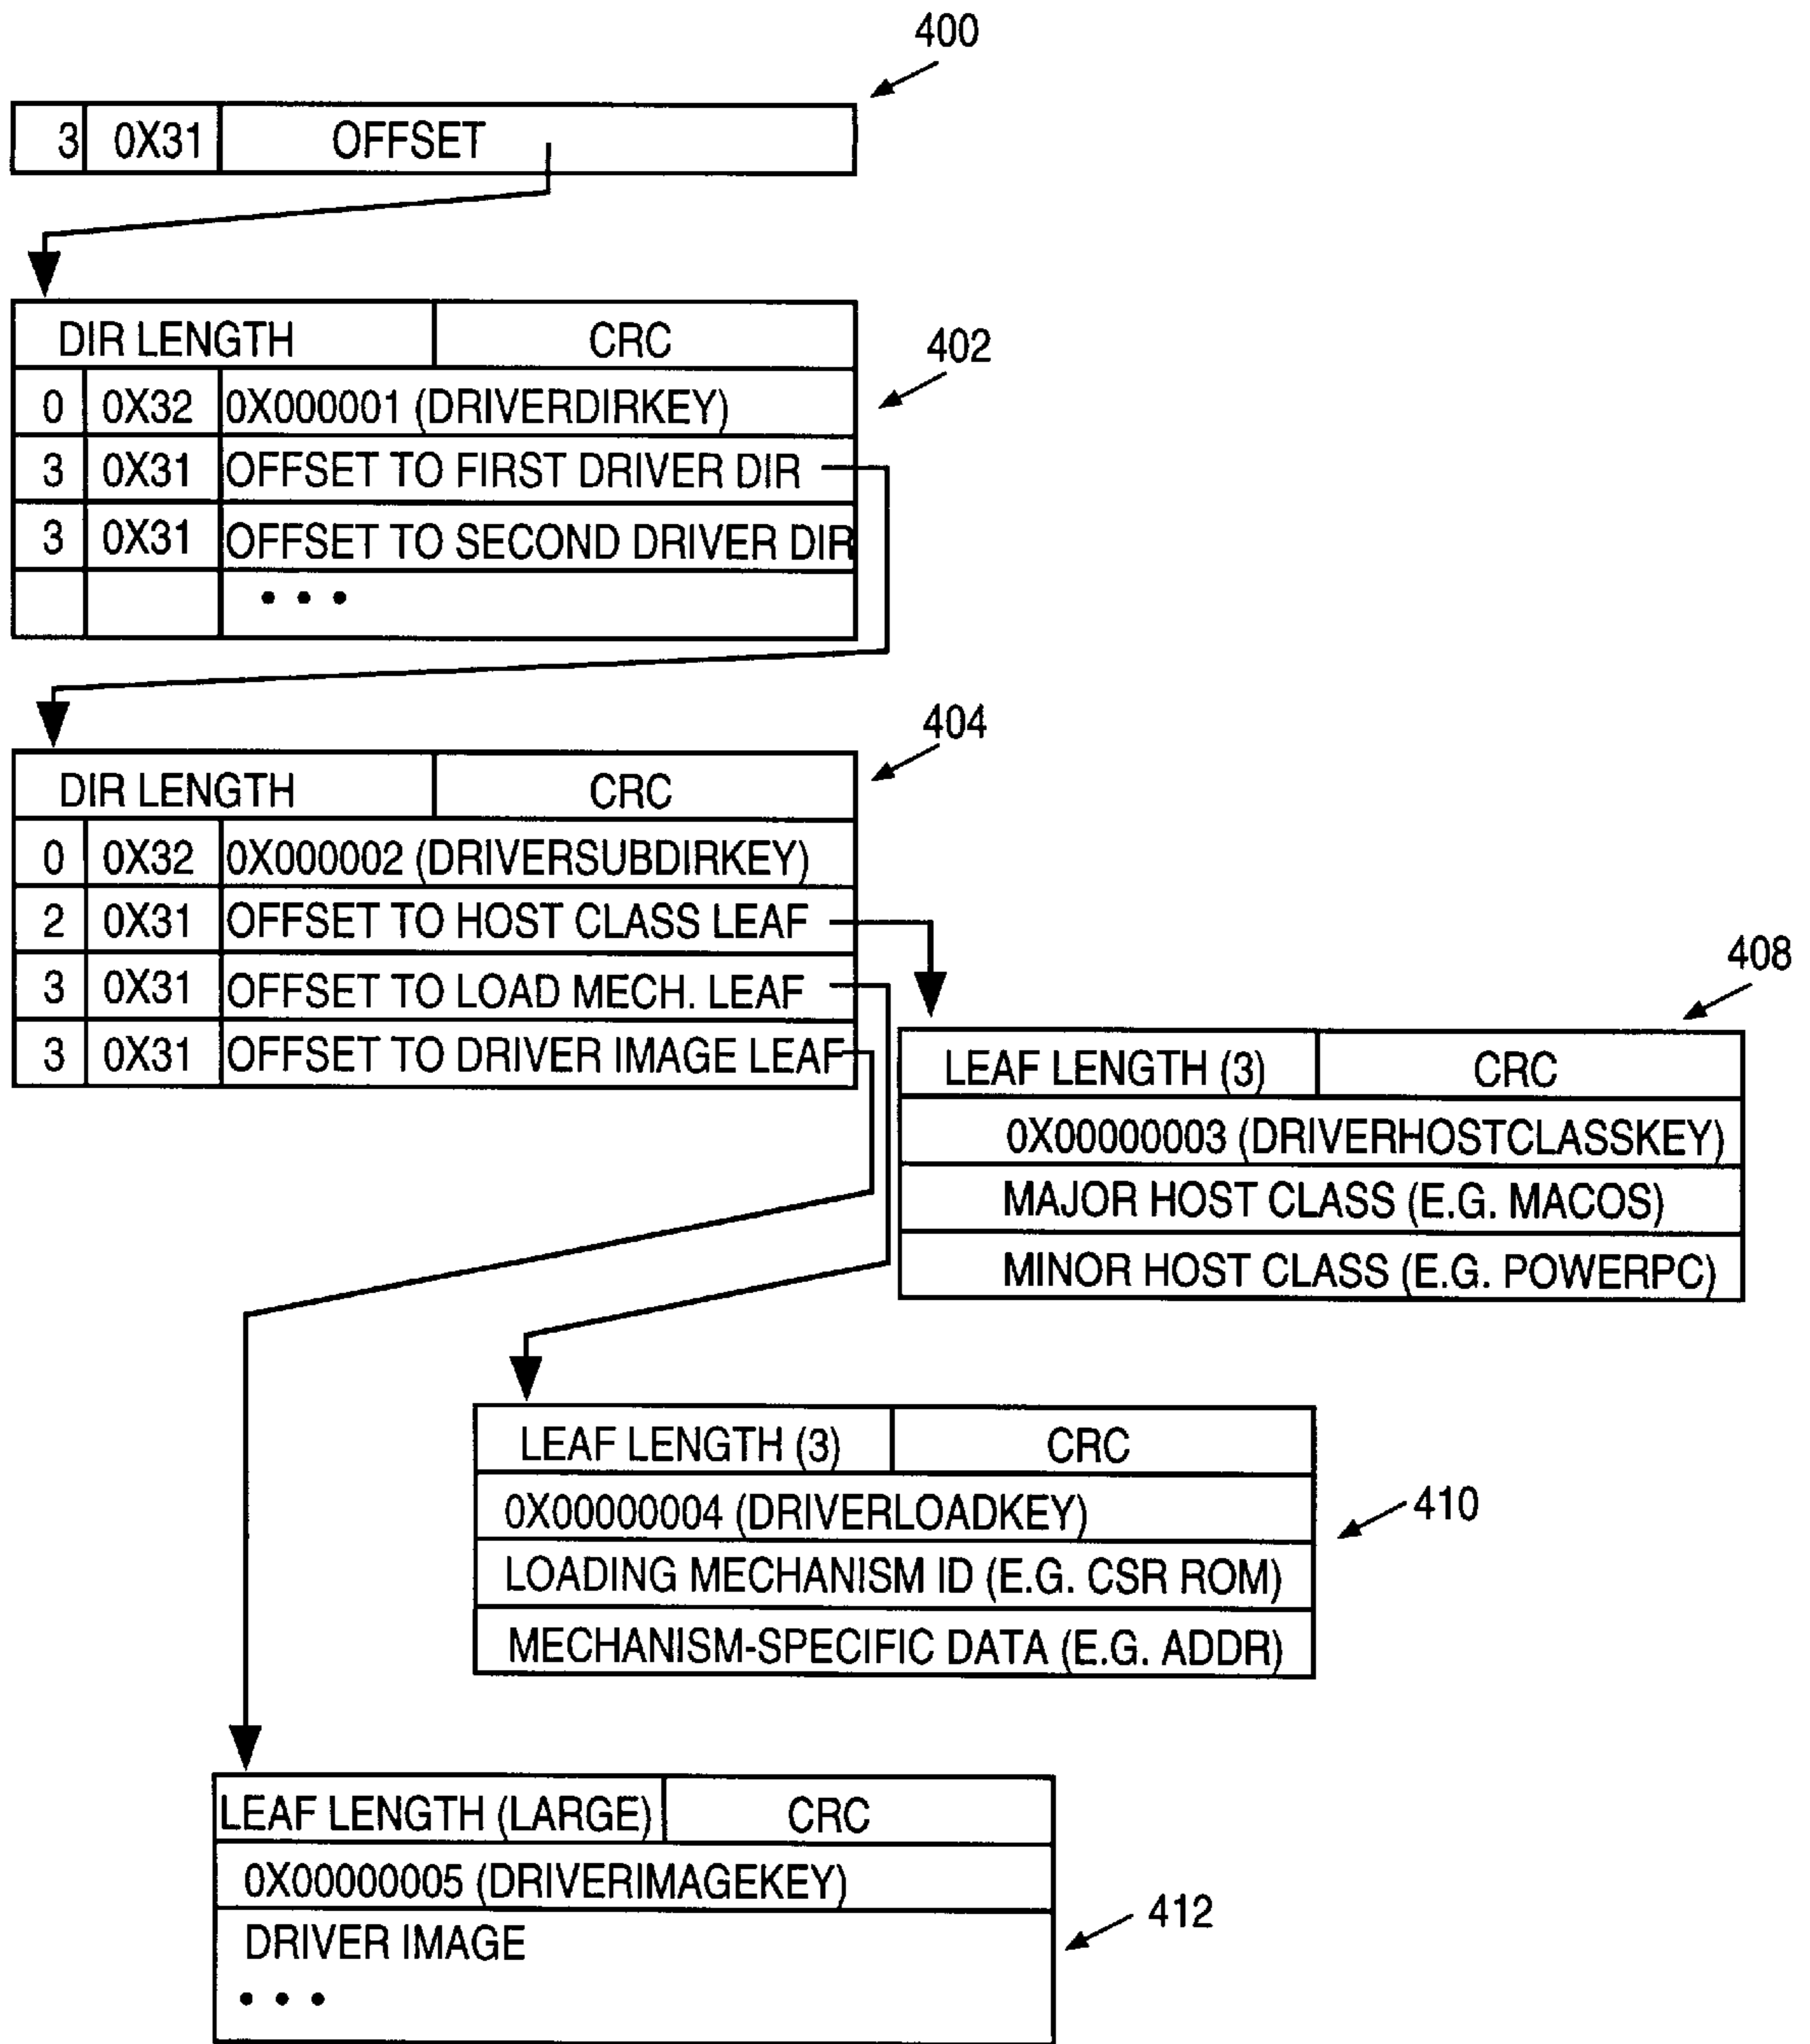 400
3 0X31 OFFSET
DIR LENGTH CRC
402
0 0X32 0X000001 (DRIVERDIRKEY)
3 0X31 OFFSET TO FIRST DRIVER DIR
3 0X31 OFFSET TO SECOND DRIVER DIR
• • •
404
DIR LENGTH CRC
0 0X32 0X000002 (DRIVERSUBDIRKEY)
2 0X31 OFFSET TO HOST CLASS LEAF
3 0X31 OFFSET TO LOAD MECH. LEAF
3 0X31 OFFSET TO DRIVER IMAGE LEAF
408
LEAF LENGTH (3) CRC
0X00000003 (DRIVERHOSTCLASSKEY)
MAJOR HOST CLASS (E.G. MACOS)
MINOR HOST CLASS (E.G. POWERPC)
LEAF LENGTH (3) CRC
0X00000004 (DRIVERLOADKEY)
410
LOADING MECHANISM ID (E.G. CSR ROM)
MECHANISM-SPECIFIC DATA (E.G. ADDR)
LEAF LENGTH (LARGE) CRC
0X00000005 (DRIVERIMAGEKEY)
412
DRIVER IMAGE
• • •